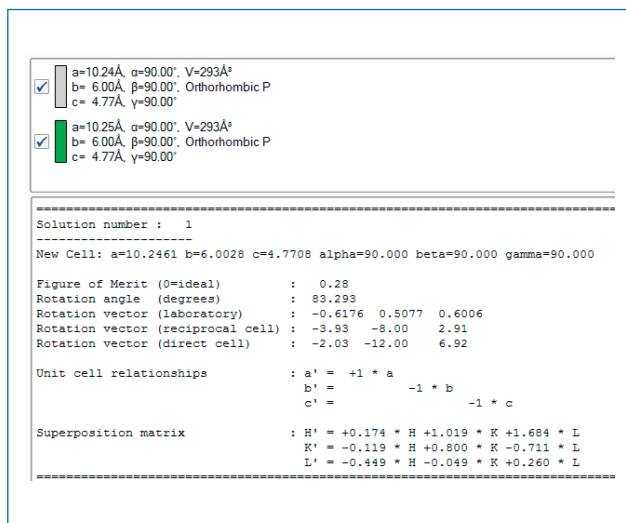 a=10.24Å, α=90.00°, V=293Å³
b= 6.00Å, β=90.00°, Orthorhombic P
c= 4.77Å, γ=90.00°
a=10.25Å, α=90.00°, V=293Å³
b= 6.00Å, β=90.00°, Orthorhombic P
c= 4.77Å, γ=90.00°
================================================================================
Solution number :   1
---------------------
New Cell: a=10.2461 b=6.0028 c=4.7708 alpha=90.000 beta=90.000 gamma=90.000
Figure of Merit (0=ideal)         :   0.28
Rotation angle  (degrees)         :  83.293
Rotation vector (laboratory)      :  -0.6176  0.5077  0.6006
Rotation vector (reciprocal cell) :  -3.93   -8.00    2.91
Rotation vector (direct cell)     :  -2.03  -12.00    6.92
Unit cell relationships           : a' =  +1 * a
b' =          -1 * b
c' =                  -1 * c
Superposition matrix              : H' = +0.174 * H +1.019 * K +1.684 * L
K' = -0.119 * H +0.800 * K -0.711 * L
L' = -0.449 * H -0.049 * K +0.260 * L
================================================================================